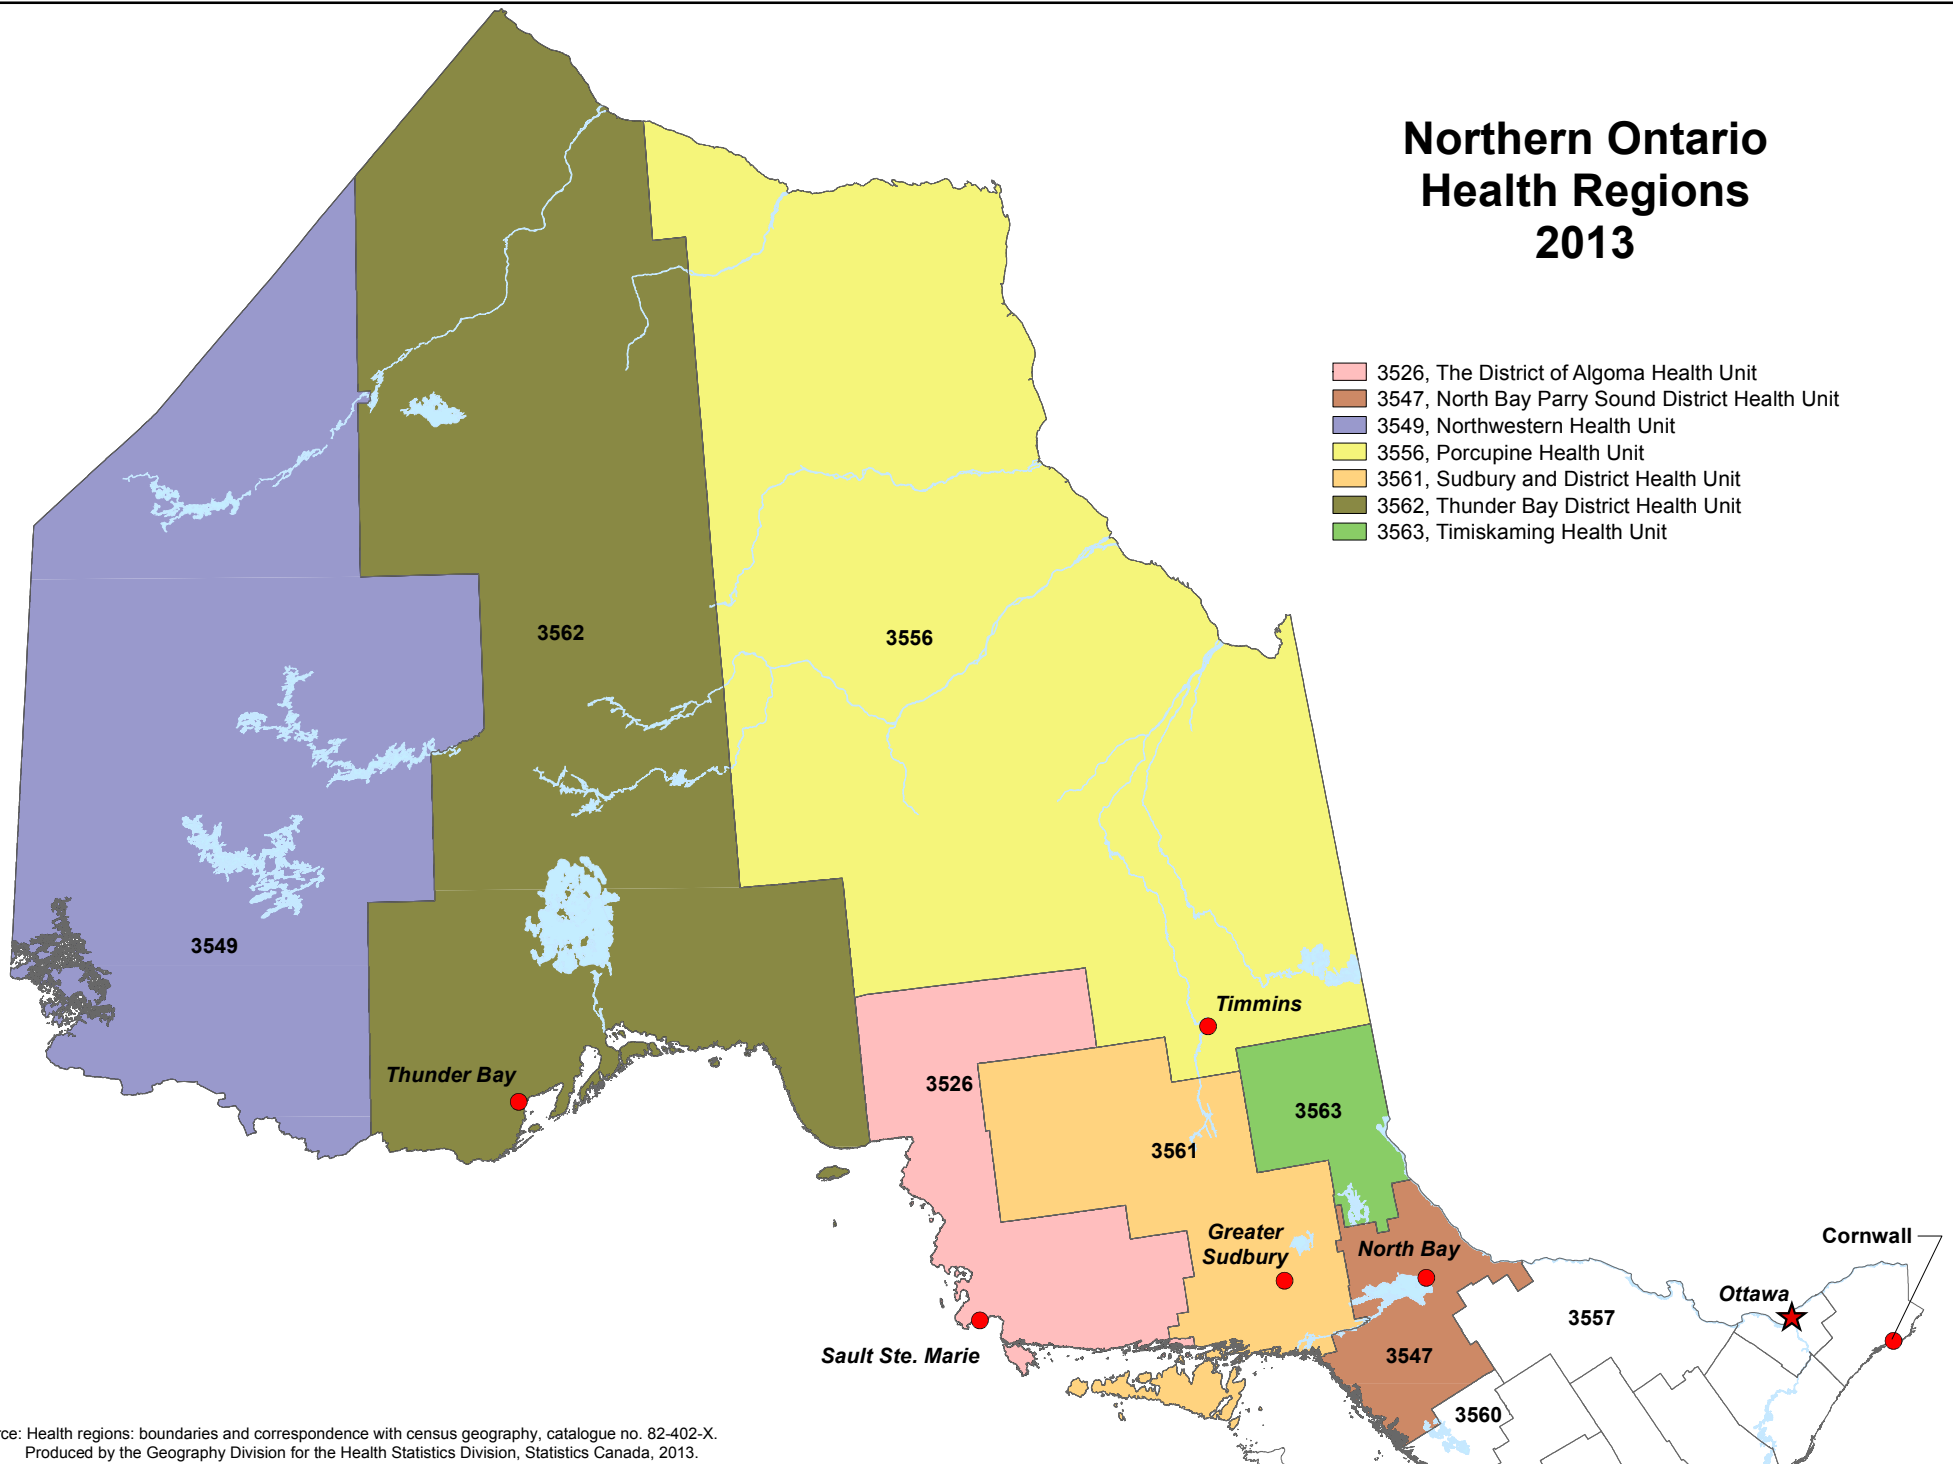 Northern Ontario
Health Regions
2013
3526, The District of Algoma Health Unit
3547, North Bay Parry Sound District Health Unit
3549, Northwestern Health Unit
3556, Porcupine Health Unit
3561, Sudbury and District Health Unit
3562, Thunder Bay District Health Unit
3563, Timiskaming Health Unit
3562
3556
3549
Timmins
Thunder Bay
3526
3563
3561
Greater
Sudbury
North Bay
Cornwall
Ottawa
3557
Sault Ste. Marie
3547
3560
rce: Health regions: boundaries and correspondence with census geography, catalogue no. 82-402-X.
Produced by the Geography Division for the Health Statistics Division, Statistics Canada, 2013.